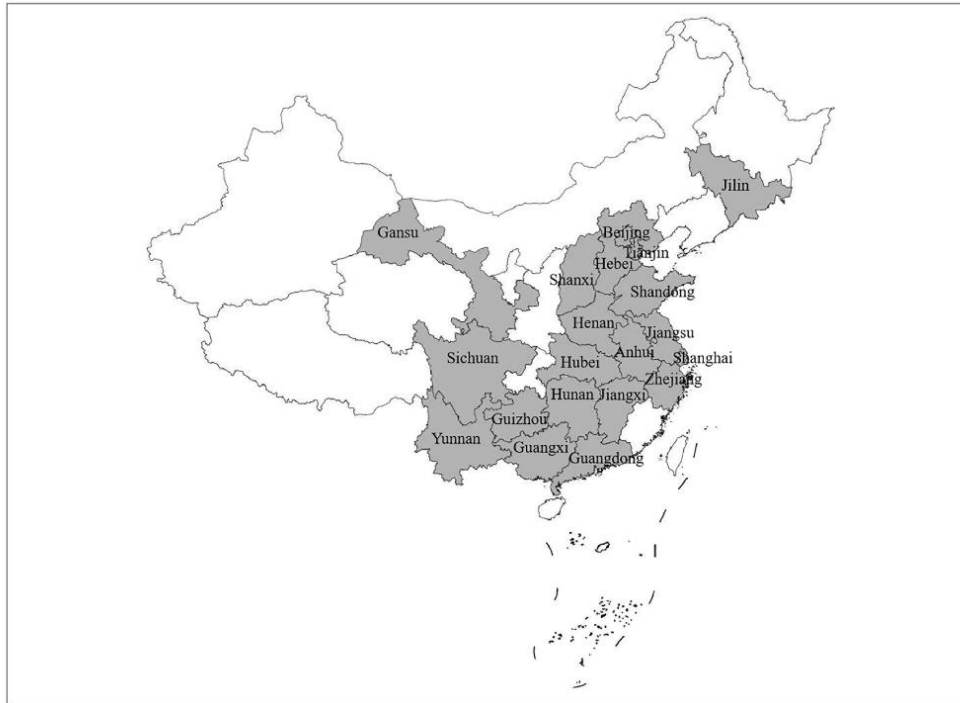 Jilin
Gansu
Beijing
Tianjin
Hebei
Shanxi
Shandong
Henan
Jiangsu
Sichuan
Hubei
Anhui
Shanghai
Zhejiang
Hunan
Jiangxi
Guizhou
Yunnan
Guangxi
Guangdong